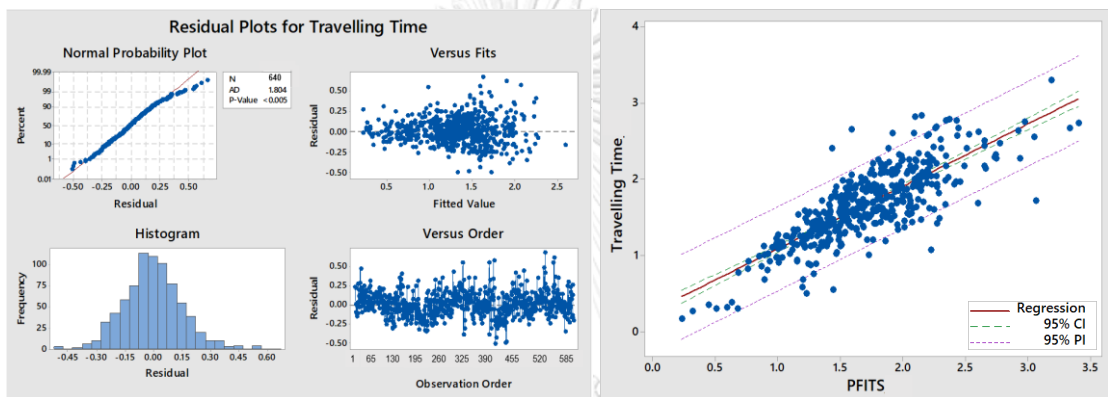 Residual Plots for Travelling Time
Normal Probability Plot
Percent
99.99
99
90
50
10
1
0.01
N 640
AD 1.804
P-Value <0.005
-0.50 -0.25 0.00 0.25 0.50
Residual
Versus Fits
Residual
0.50
0.25
0.00
-0.25
-0.50
0.5 1.0 1.5 2.0 2.5
Fitted Value
Histogram
Frequency
100
75
50
25
0
-0.45 -0.30 -0.15 0.00 0.15 0.30 0.45 0.60
Residual
Versus Order
Residual
0.50
0.25
0.00
-0.25
-0.50
1 65 130 195 260 325 390 455 520 585
Observation Order
Travelling Time
4
3
2
1
0
Regression
95% CI
95% PI
0.0 0.5 1.0 1.5 2.0 2.5 3.0 3.5
PFITS